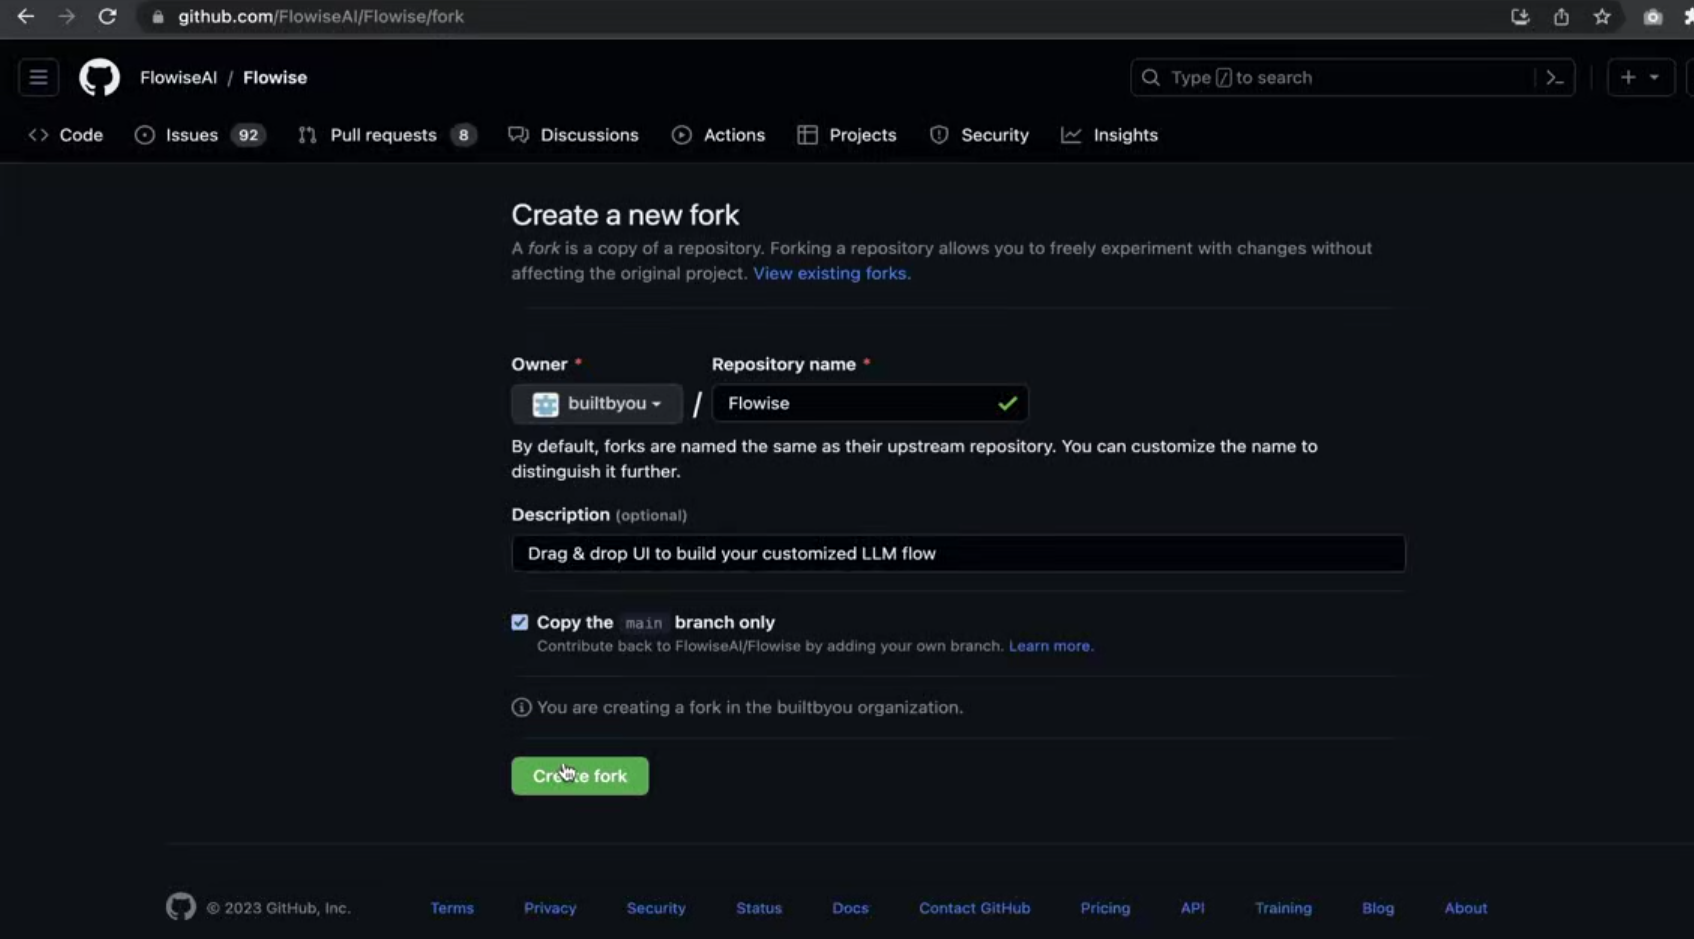 github.com/FlowiseAI/Flowise/fork
FlowiseAI / Flowise
Type / to search
Code Issues 92 Pull requests 8 Discussions Actions Projects Security Insights
Create a new fork
A fork is a copy of a repository. Forking a repository allows you to freely experiment with changes without
affecting the original project. View existing forks.
Owner * Repository name *
builtbyou / Flowise
By default, forks are named the same as their upstream repository. You can customize the name to
distinguish it further.
Description (optional)
Drag & drop UI to build your customized LLM flow
Copy the main branch only
Contribute back to FlowiseAI/Flowise by adding your own branch. Learn more.
You are creating a fork in the builtbyou organization.
Create fork
© 2023 GitHub, Inc. Terms Privacy Security Status Docs Contact GitHub Pricing API Training Blog About